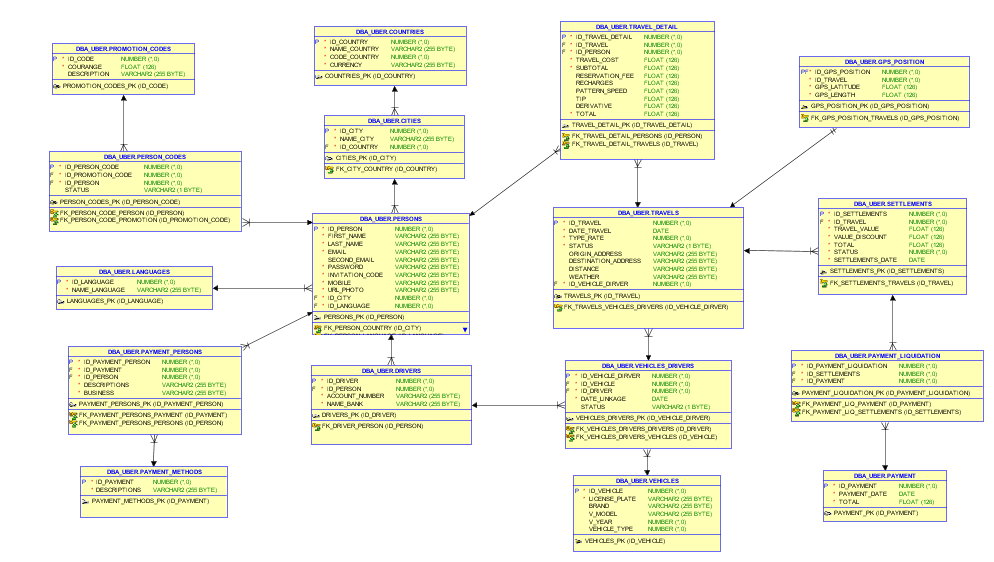 DBA_UBER.PROMOTION_CODES
P * ID_CODE NUMBER (*,0)
* COURANGE FLOAT (126)
DESCRIPTION VARCHAR2 (255 BYTE)
PROMOTION_CODES_PK (ID_CODE)
DBA_UBER.COUNTRIES
P * ID_COUNTRY NUMBER (*,0)
* NAME_COUNTRY VARCHAR2 (255 BYTE)
* CODE_COUNTRY NUMBER (*,0)
* CURRENCY VARCHAR2 (255 BYTE)
COUNTRIES_PK (ID_COUNTRY)
DBA_UBER.TRAVEL_DETAIL
P * ID_TRAVEL_DETAIL NUMBER (*,0)
F * ID_TRAVEL NUMBER (*,0)
F * ID_PERSON NUMBER (*,0)
* TRAVEL_COST FLOAT (126)
* SUBTOTAL FLOAT (126)
RESERVATION_FEE FLOAT (126)
RECHARGES FLOAT (126)
PATTERN_SPEED FLOAT (126)
TIP FLOAT (126)
DERIVATIVE FLOAT (126)
* TOTAL FLOAT (126)
TRAVEL_DETAIL_PK (ID_TRAVEL_DETAIL)
FK_TRAVEL_DETAIL_PERSONS (ID_PERSON)
FK_TRAVEL_DETAIL_TRAVELS (ID_TRAVEL)
DBA_UBER.GPS_POSITION
PF * ID_GPS_POSITION NUMBER (*,0)
* ID_TRAVEL NUMBER (*,0)
* GPS_LATITUDE FLOAT (126)
* GPS_LENGTH FLOAT (126)
GPS_POSITION_PK (ID_GPS_POSITION)
FK_GPS_POSITION_TRAVELS (ID_GPS_POSITION)
DBA_UBER.CITIES
P * ID_CITY NUMBER (*,0)
* NAME_CITY VARCHAR2 (255 BYTE)
F * ID_COUNTRY NUMBER (*,0)
CITIES_PK (ID_CITY)
FK_CITY_COUNTRY (ID_COUNTRY)
DBA_UBER.PERSON_CODES
P * ID_PERSON_CODE NUMBER (*,0)
F * ID_PROMOTION_CODE NUMBER (*,0)
F * ID_PERSON NUMBER (*,0)
STATUS VARCHAR2 (1 BYTE)
PERSON_CODES_PK (ID_PERSON_CODE)
FK_PERSON_CODE_PERSON (ID_PERSON)
FK_PERSON_CODE_PROMOTION (ID_PROMOTION_CODE)
DBA_UBER.PERSONS
P * ID_PERSON NUMBER (*,0)
* FIRST_NAME VARCHAR2 (255 BYTE)
* LAST_NAME VARCHAR2 (255 BYTE)
* EMAIL VARCHAR2 (255 BYTE)
SECOND_EMAIL VARCHAR2 (255 BYTE)
* PASSWORD VARCHAR2 (255 BYTE)
* INVITATION_CODE VARCHAR2 (255 BYTE)
* MOBILE VARCHAR2 (255 BYTE)
* URL_PHOTO VARCHAR2 (255 BYTE)
F * ID_CITY NUMBER (*,0)
F * ID_LANGUAGE NUMBER (*,0)
PERSONS_PK (ID_PERSON)
FK_PERSON_COUNTRY (ID_CITY)
DBA_UBER.TRAVELS
P * ID_TRAVEL NUMBER (*,0)
* DATE_TRAVEL DATE
* TYPE_RATE NUMBER (*,0)
* STATUS VARCHAR2 (1 BYTE)
ORIGIN_ADDRESS VARCHAR2 (255 BYTE)
DESTINATION_ADDRESS VARCHAR2 (255 BYTE)
DISTANCE VARCHAR2 (255 BYTE)
WEATHER VARCHAR2 (255 BYTE)
F * ID_VEHICLE_DIRVER NUMBER (*,0)
TRAVELS_PK (ID_TRAVEL)
FK_TRAVELS_VEHICLES_DRIVERS (ID_VEHICLE_DIRVER)
DBA_UBER.SETTLEMENTS
P * ID_SETTLEMENTS NUMBER (*,0)
F * ID_TRAVEL NUMBER (*,0)
* TRAVEL_VALUE FLOAT (126)
* VALUE_DISCOUNT FLOAT (126)
* TOTAL FLOAT (126)
* STATUS NUMBER (*,0)
* SETTLEMENTS_DATE DATE
SETTLEMENTS_PK (ID_SETTLEMENTS)
FK_SETTLEMENTS_TRAVELS (ID_TRAVEL)
DBA_UBER.LANGUAGES
P * ID_LANGUAGE NUMBER (*,0)
* NAME_LANGUAGE VARCHAR2 (255 BYTE)
LANGUAGES_PK (ID_LANGUAGE)
DBA_UBER.PAYMENT_PERSONS
P * ID_PAYMENT_PERSON NUMBER (*,0)
F * ID_PAYMENT NUMBER (*,0)
F * ID_PERSON NUMBER (*,0)
* DESCRIPTIONS VARCHAR2 (255 BYTE)
* BUSINESS VARCHAR2 (255 BYTE)
PAYMENT_PERSONS_PK (ID_PAYMENT_PERSON)
FK_PAYMENT_PERSONS_PAYMENT (ID_PAYMENT)
FK_PAYMENT_PERSONS_PERSONS (ID_PERSON)
DBA_UBER.DRIVERS
P * ID_DRIVER NUMBER (*,0)
F * ID_PERSON NUMBER (*,0)
* ACCOUNT_NUMBER VARCHAR2 (255 BYTE)
* NAME_BANK VARCHAR2 (255 BYTE)
DRIVERS_PK (ID_DRIVER)
FK_DRIVER_PERSON (ID_PERSON)
DBA_UBER.VEHICLES_DRIVERS
P * ID_VEHICLE_DIRVER NUMBER (*,0)
F * ID_VEHICLE NUMBER (*,0)
F * ID_DRIVER NUMBER (*,0)
* DATE_LINKAGE DATE
STATUS VARCHAR2 (1 BYTE)
VEHICLES_DRIVERS_PK (ID_VEHICLE_DIRVER)
FK_VEHICLES_DRIVERS_DRIVERS (ID_DRIVER)
FK_VEHICLES_DRIVERS_VEHICLES (ID_VEHICLE)
DBA_UBER.PAYMENT_LIQUIDATION
P * ID_PAYMENT_LIQUIDATION NUMBER (*,0)
F * ID_SETTLEMENTS NUMBER (*,0)
F * ID_PAYMENT NUMBER (*,0)
PAYMENT_LIQUIDATION_PK (ID_PAYMENT_LIQUIDATION)
FK_PAYMENT_LIQ_PAYMENT (ID_PAYMENT)
FK_PAYMENT_LIQ_SETTLEMENTS (ID_SETTLEMENTS)
DBA_UBER.PAYMENT_METHODS
P * ID_PAYMENT NUMBER (*,0)
* DESCRIPTIONS VARCHAR2 (255 BYTE)
PAYMENT_METHODS_PK (ID_PAYMENT)
DBA_UBER.VEHICLES
P * ID_VEHICLE NUMBER (*,0)
* LICENSE_PLATE VARCHAR2 (255 BYTE)
BRAND VARCHAR2 (255 BYTE)
V_MODEL VARCHAR2 (255 BYTE)
V_YEAR NUMBER (*,0)
VEHICLE_TYPE NUMBER (*,0)
VEHICLES_PK (ID_VEHICLE)
DBA_UBER.PAYMENT
P * ID_PAYMENT NUMBER (*,0)
* PAYMENT_DATE DATE
* TOTAL FLOAT (126)
PAYMENT_PK (ID_PAYMENT)